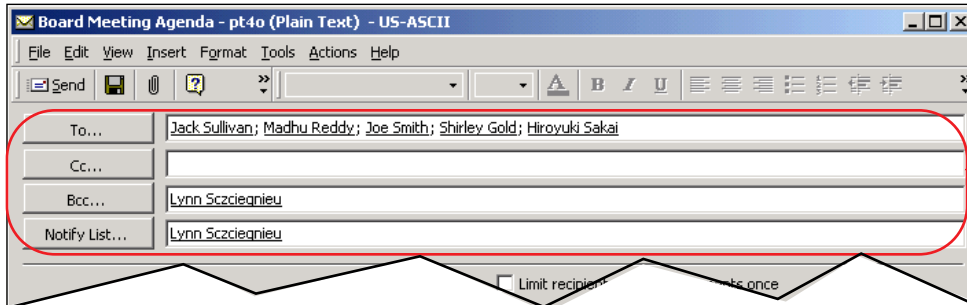 Board Meeting Agenda - pt4o (Plain Text) - US-ASCII
File Edit View Insert Format Tools Actions Help
Send A B I U
To... Jack Sullivan; Madhu Reddy; Joe Smith; Shirley Gold; Hiroyuki Sakai
Cc...
Bcc... Lynn Sczciegnieu
Notify List... Lynn Sczciegnieu
Limit once